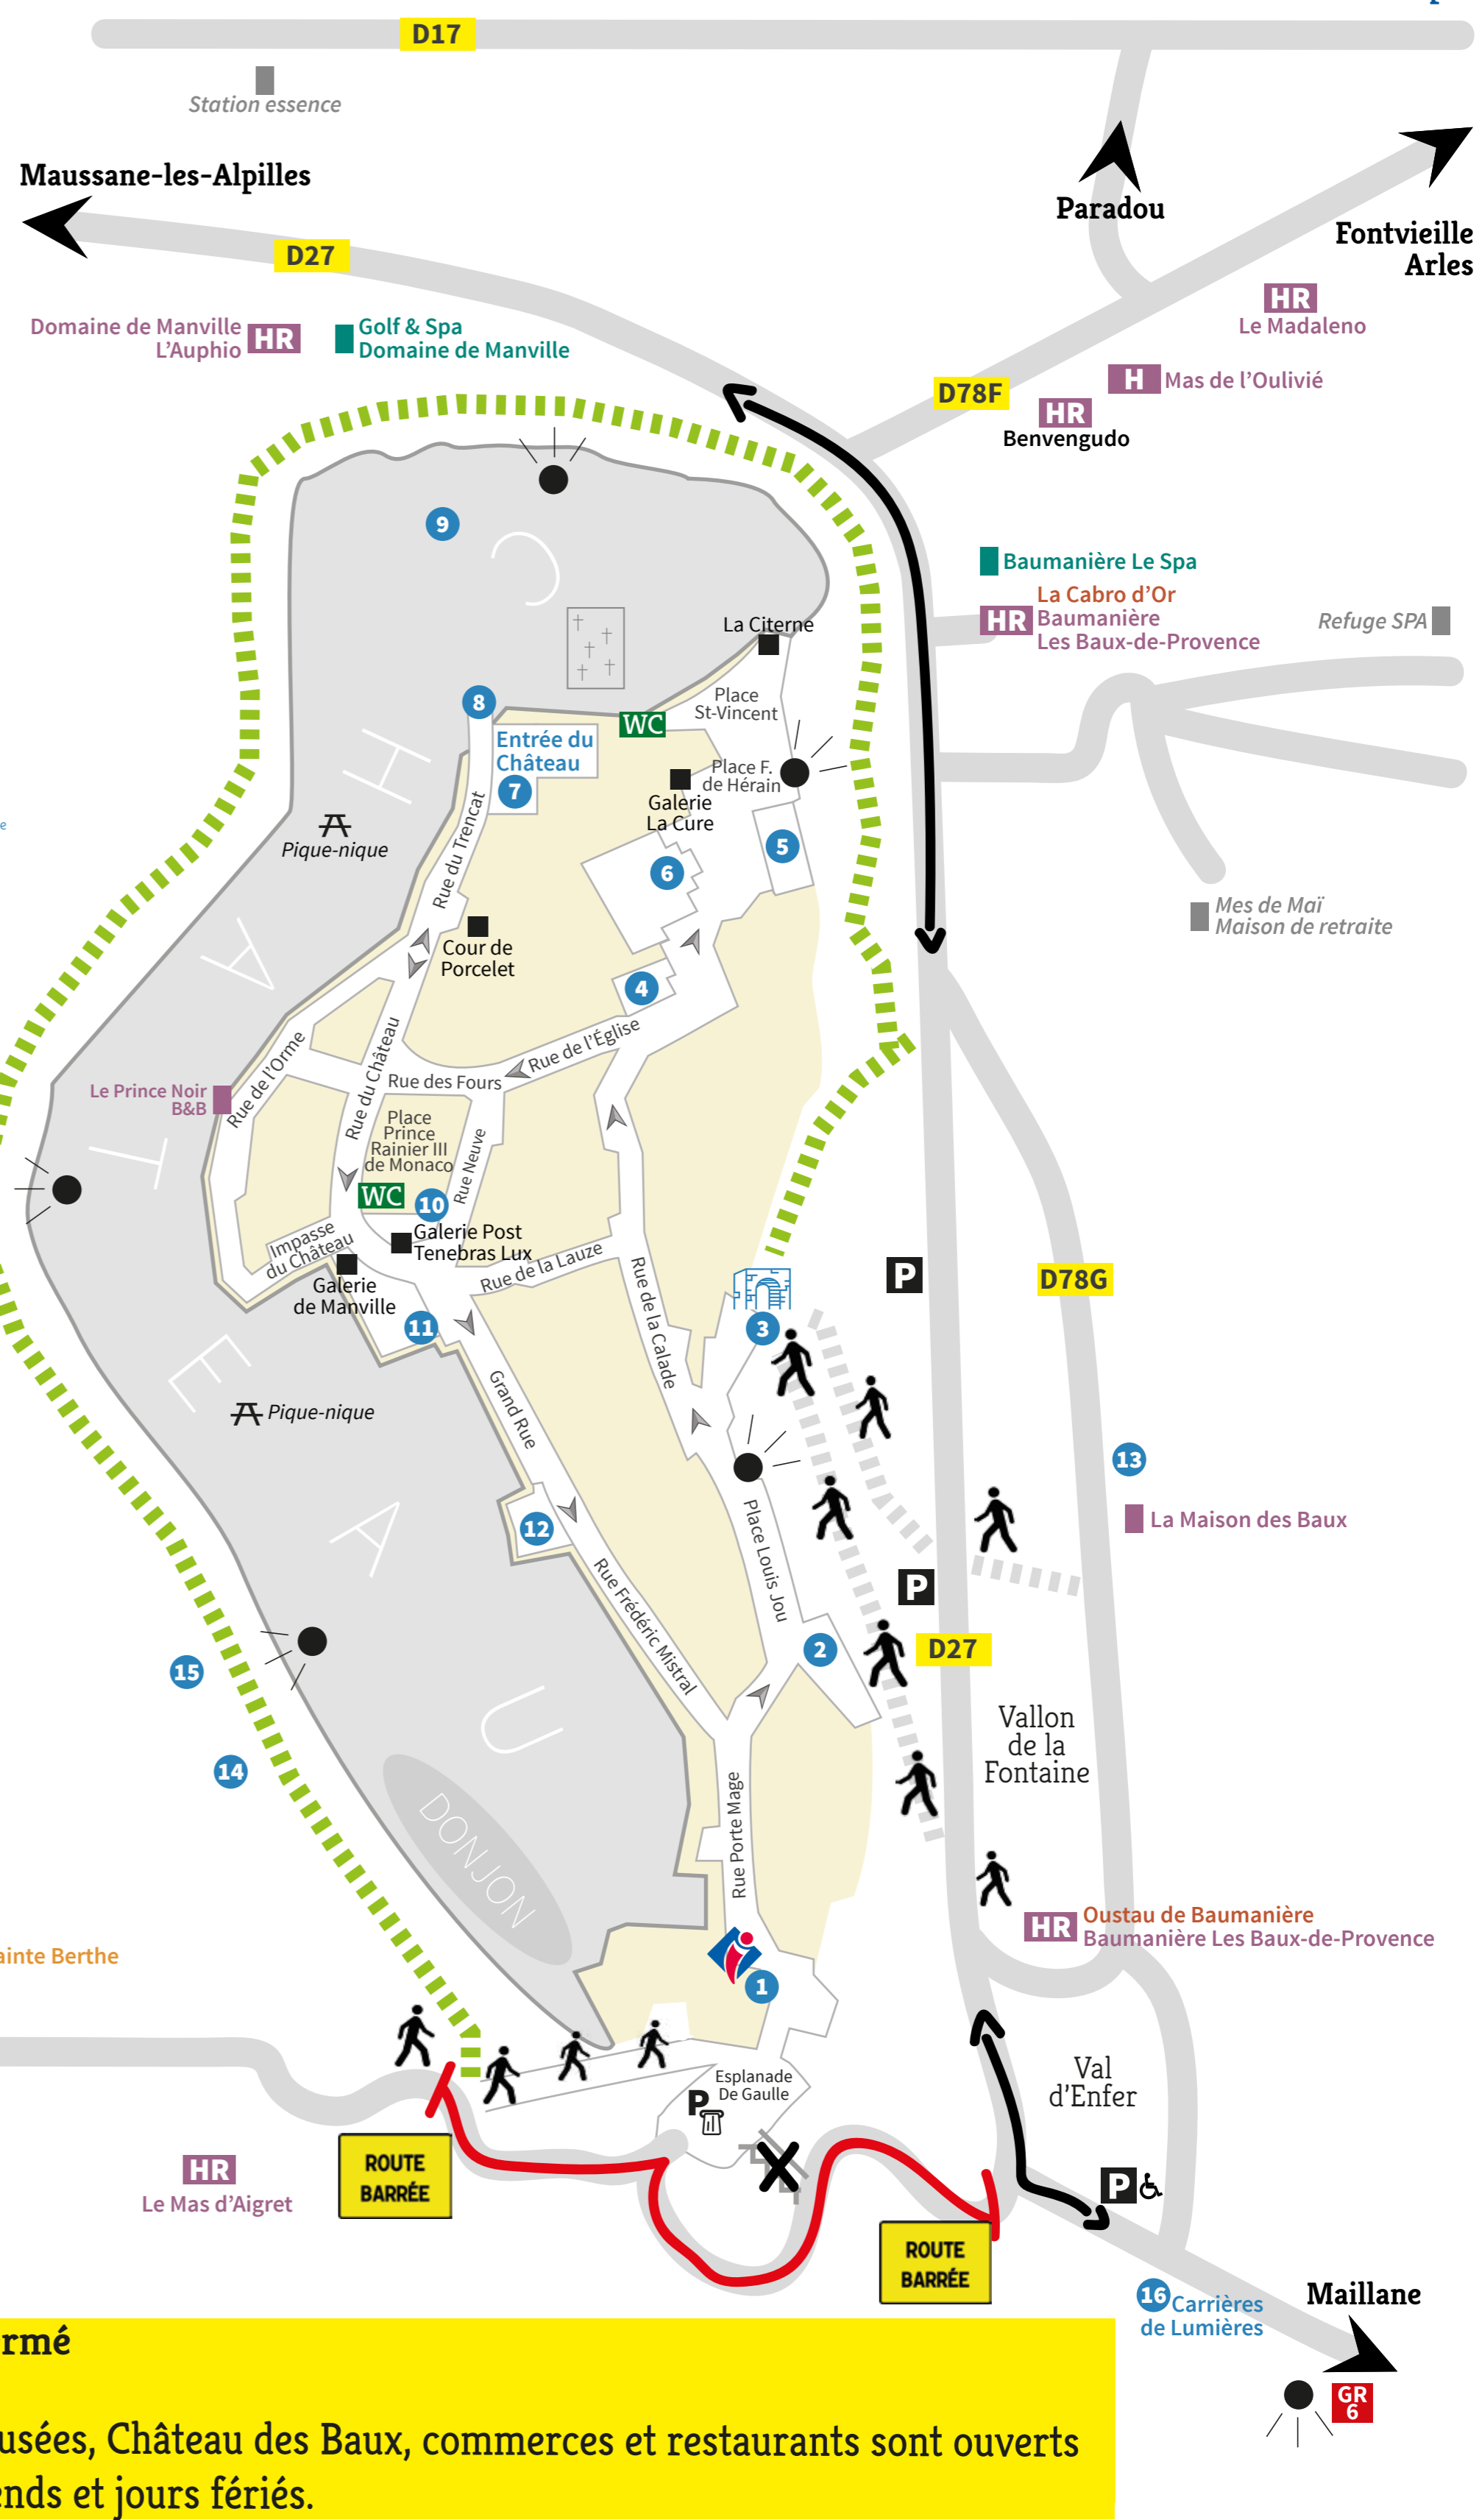 D17
Station essence
Maussane-les-Alpilles
D27
Paradou
Fontvieille
Arles
HR
Le Madaleno
Domaine de Manville
L'Auphio
HR
Golf & Spa
Domaine de Manville
D78F
H
Mas de l'Oulivié
HR
Benvengudo
9
Baumanière Le Spa
La Cabro d'Or
HR
Baumanière
Les Baux-de-Provence
Refuge SPA
La Citerne
Place
St-Vincent
WC
8
Entrée du
Château
7
Place F.
de Hérain
Galerie
La Cure
Pique-nique
Rue du Trencat
5
6
Cour de
Porcelet
Mes de Maï
Maison de retraite
4
Rue de l'Église
Rue de l'Orme
Rue du Château
Rue des Fours
Le Prince Noir
B&B
Place
Prince
Rainier III
de Monaco
Rue Neuve
WC
10
Galerie Post
Tenebras Lux
Impasse
du Château
Galerie
de Manville
Rue de la Lauze
Rue de la Calade
P
D78G
3
11
Grand Rue
Pique-nique
CHATEAU
13
La Maison des Baux
12
Place Louis Jou
P
Rue Frédéric Mistral
2
D27
15
14
Vallon
de la
Fontaine
DONJON
Rue Porte Mage
HR
Oustau de Baumanière
Baumanière Les Baux-de-Provence
ainte Berthe
1
Esplanade
De Gaulle
P
Val
d'Enfer
ROUTE
BARRÉE
HR
Le Mas d'Aigret
P
ROUTE
BARRÉE
16
Carrières
de Lumières
Maillane
GR
6
rmé
usées, Château des Baux, commerces et restaurants sont ouverts
ends et jours fériés.